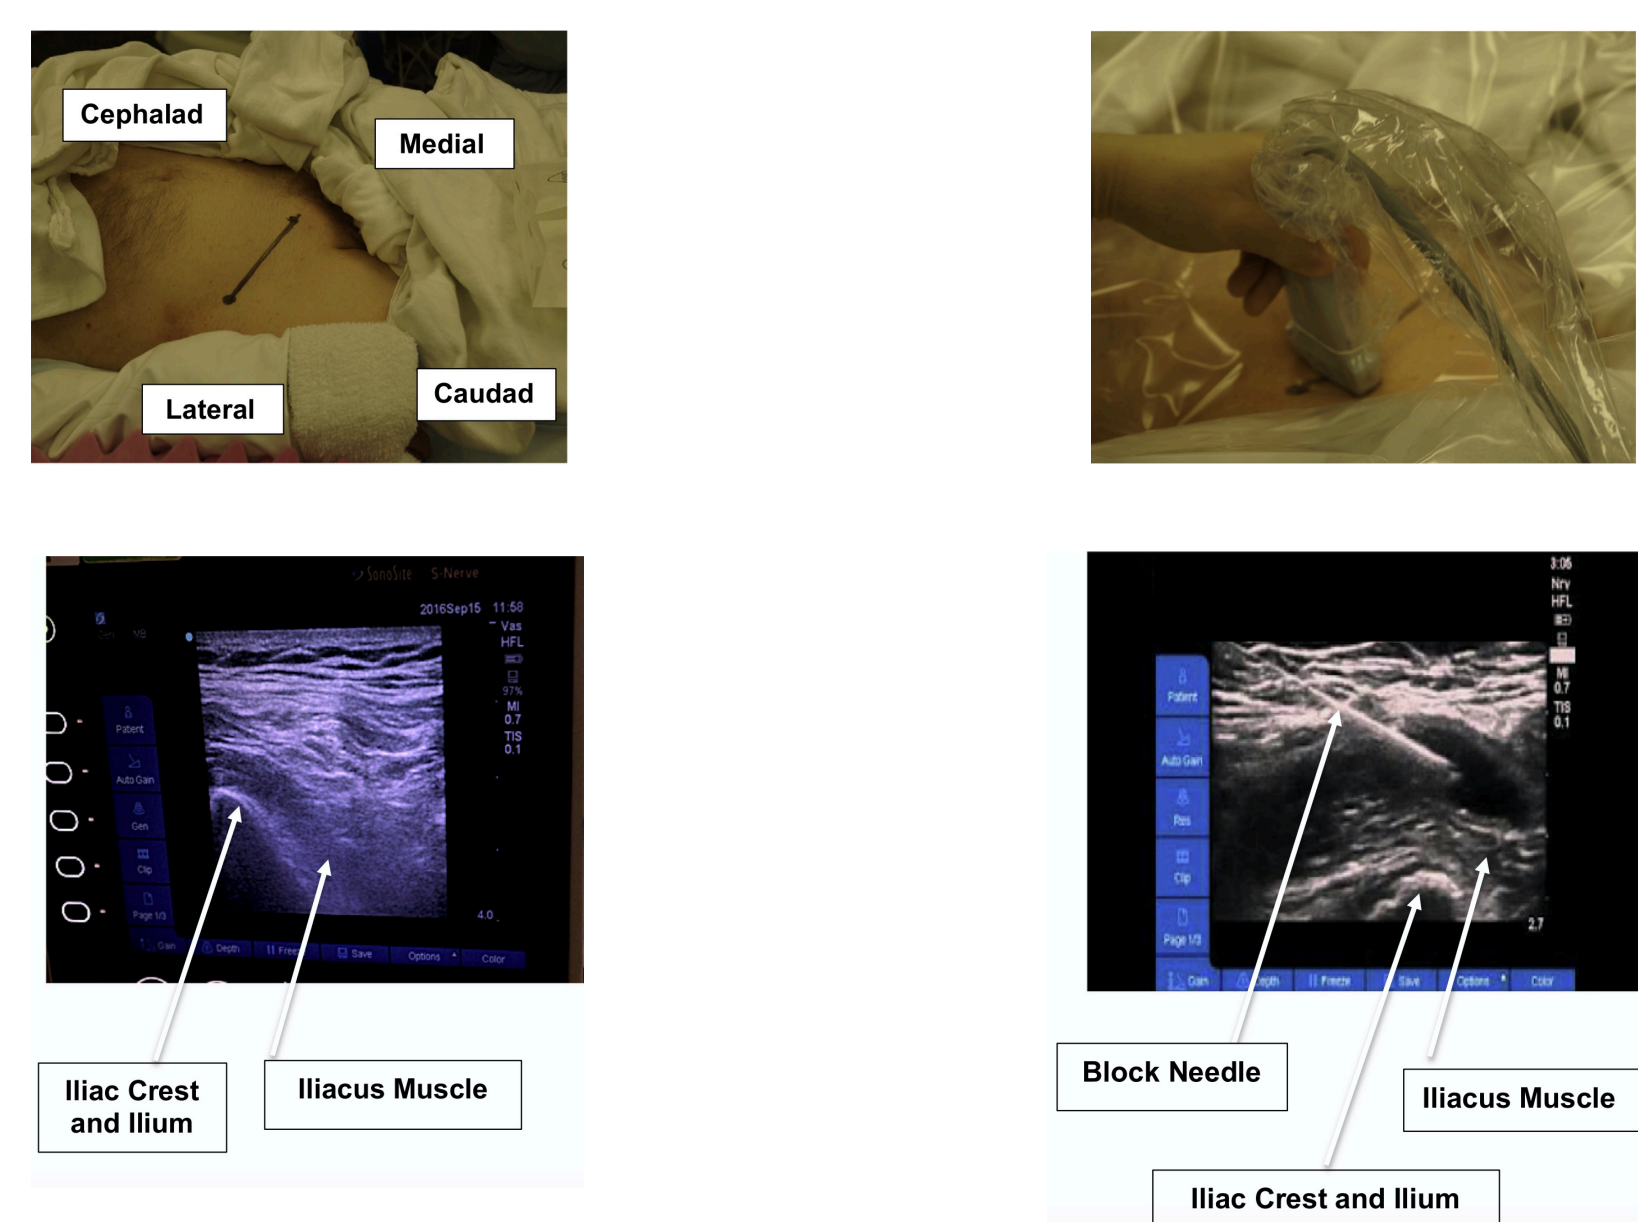 Cephalad
Medial
Lateral
Caudad
SonoSite S-Nerve
2016Sep15 11:58
Vas
HFL
97%
MI
0.7
TIS
0.1
Patient
Auto Gain
Gen
Clip
Page 1/3
4.0
Gain
Depth
Freeze
Save
Options
Color
Iliac Crest
and Ilium
Iliacus Muscle
3:05
Nrv
HFL
MI
0.7
TIS
0.1
Patient
Auto Gain
Res
Clip
Page 1/3
2.7
Gain
Depth
Freeze
Save
Options
Color
Block Needle
Iliacus Muscle
Iliac Crest and Ilium